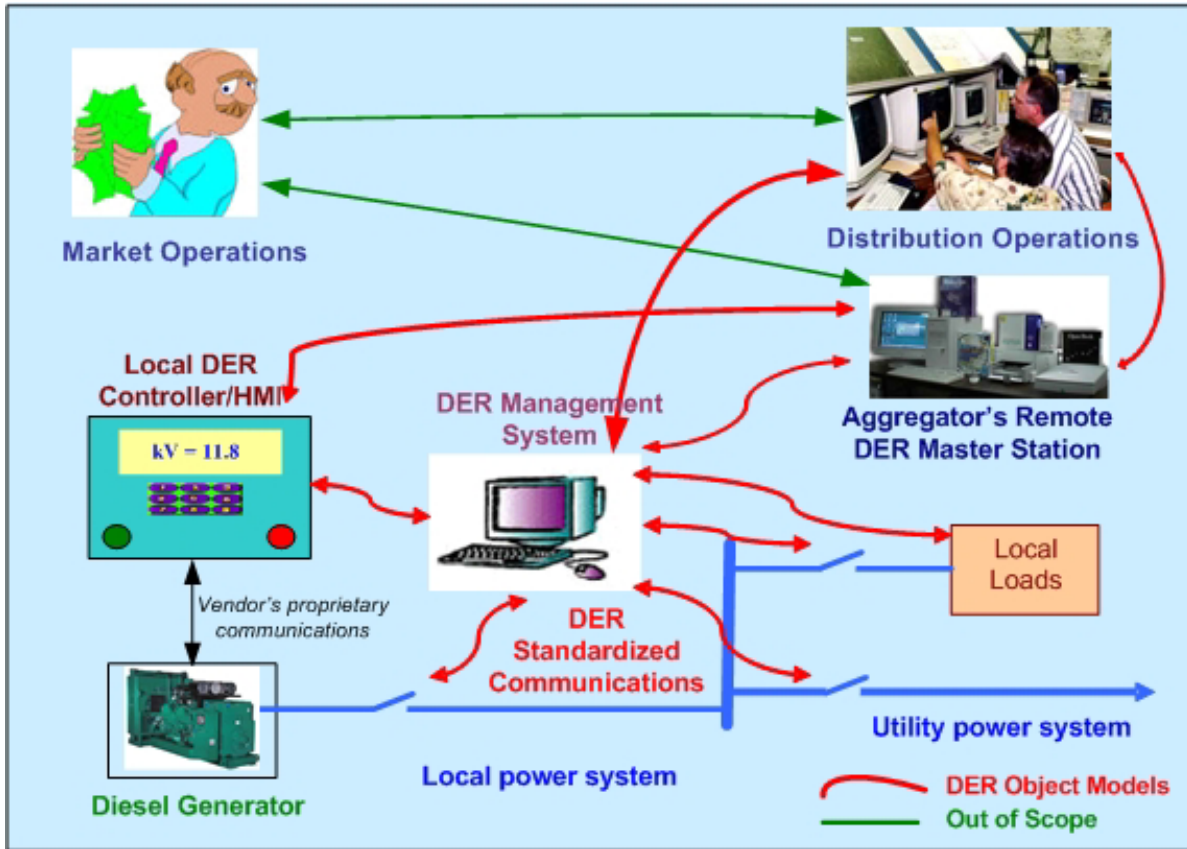 Market Operations
Distribution Operations
Local DER
Controller/HMI
kV = 11.8
DER Management
System
Aggregator's Remote
DER Master Station
Local
Loads
Vendor's proprietary
communications
DER
Standardized
Communications
Utility power system
Local power system
Diesel Generator
DER Object Models
Out of Scope